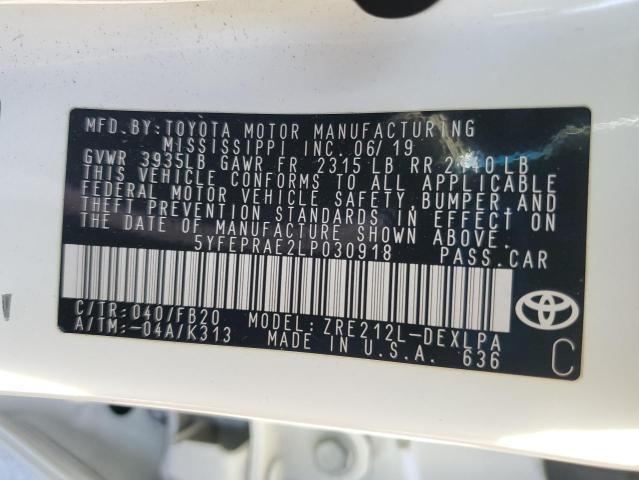 MFD.BY:TOYOTA MOTOR MANUFACTURING
MISSISSIPPI INC. 06/19
GVWR 3935LB GAWR FR 2315 LB RR LB
THIS VEHICLE CONFORMS TO ALL APPLICABLE
FEDERAL MOTOR VEHICLE SAFETY, BUMPER, AND
THEFT PREVENTION STANDARDS IN EFFECT ON
THE DATE OF MANUFACTURE SHOWN ABOVE.
5YFEPRAE2LP030918 PASS.CAR
C/TR: 040/FB20 MODEL: ZRE212L-DEXLPA
A/TM:-04A/K313 MADE IN U.S.A. 636
C